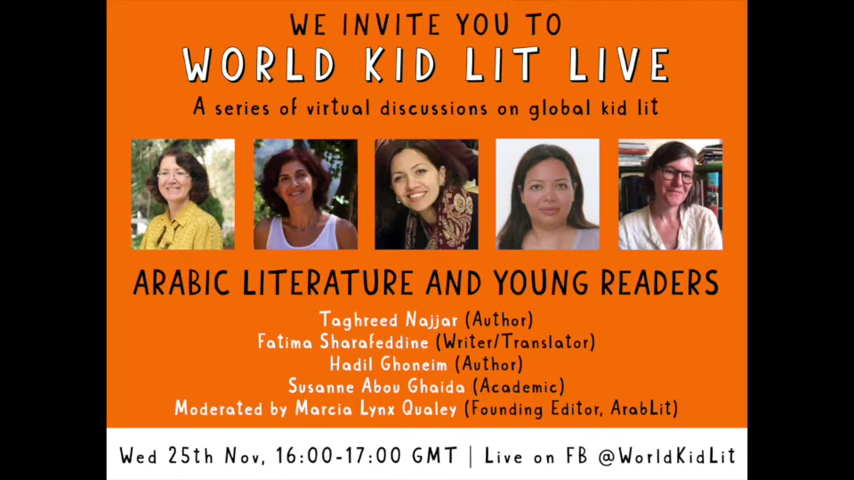 WE INVITE YOU TO
WORLD KID LIT LIVE
A series of virtual discussions on global kid lit
ARABIC LITERATURE AND YOUNG READERS
Taghreed Najjar (Author)
Fatima Sharafeddine (Writer/Translator)
Hadil Ghoneim (Author)
Susanne Abou Ghaida (Academic)
Moderated by Marcia Lynx Qualey (Founding Editor, ArabLit)
Wed 25th Nov, 16:00-17:00 GMT | Live on FB @WorldKidLit